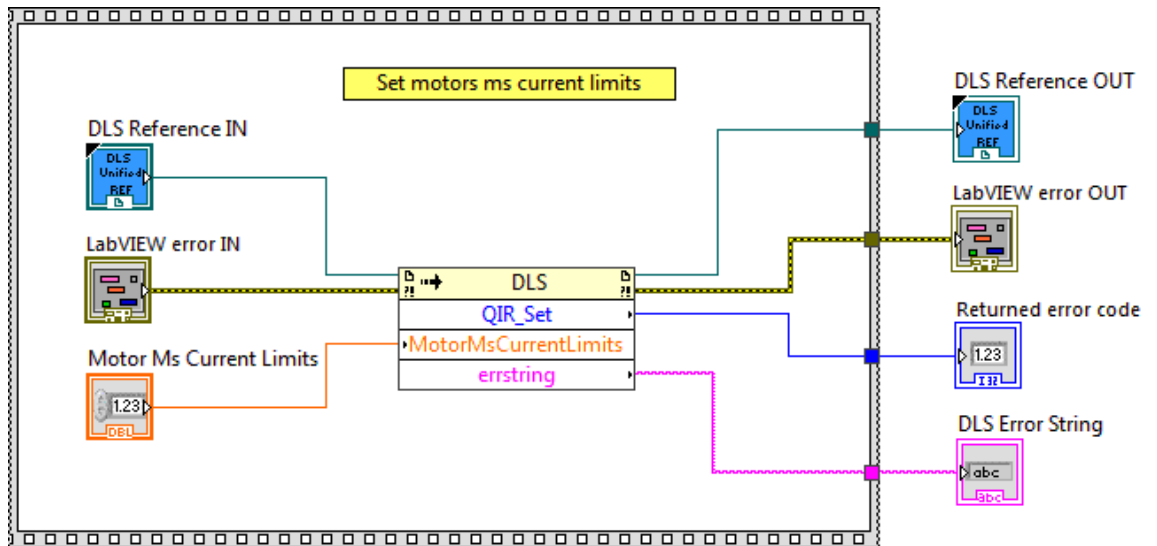 Set motors ms current limits
DLS Reference IN
DLS
Unified
REF
LabVIEW error IN
Motor Ms Current Limits
1.23
DBL
?!
DLS
?!
QIR_Set
MotorMsCurrentLimits
errstring
DLS Reference OUT
DLS
Unified
REF
LabVIEW error OUT
Returned error code
1.23
I32
DLS Error String
abc
abc